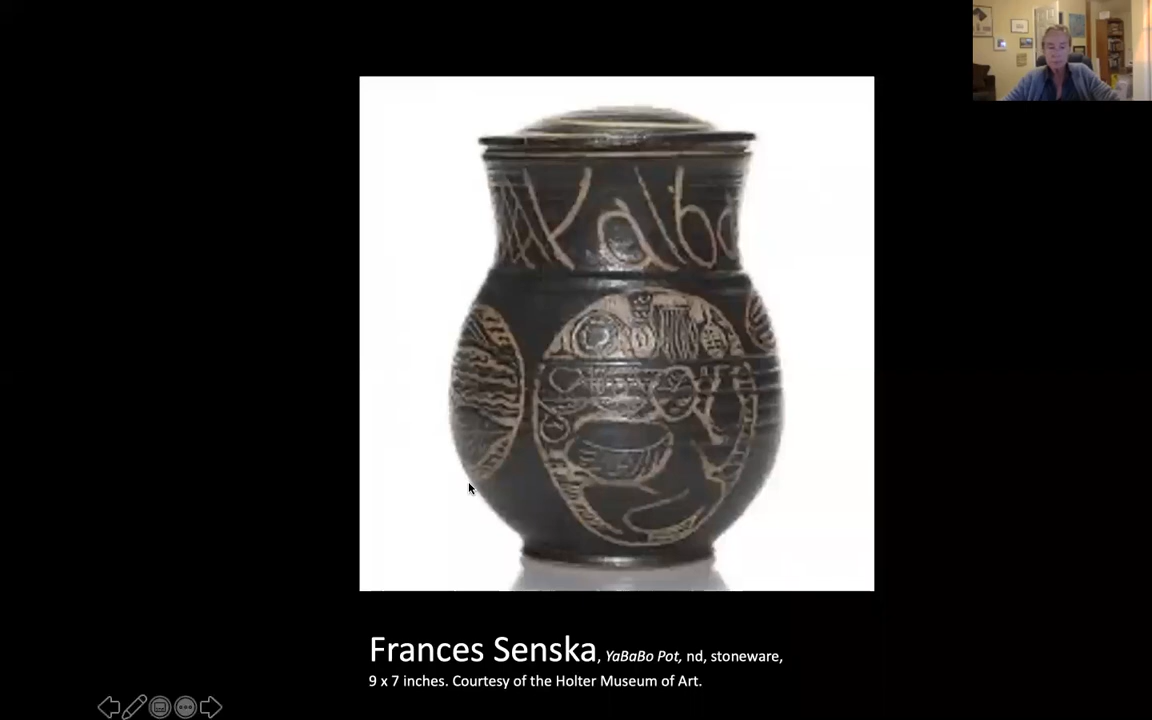 Kalba
Frances Senska, YaBaBo Pot, nd, stoneware,
9 x 7 inches. Courtesy of the Holter Museum of Art.